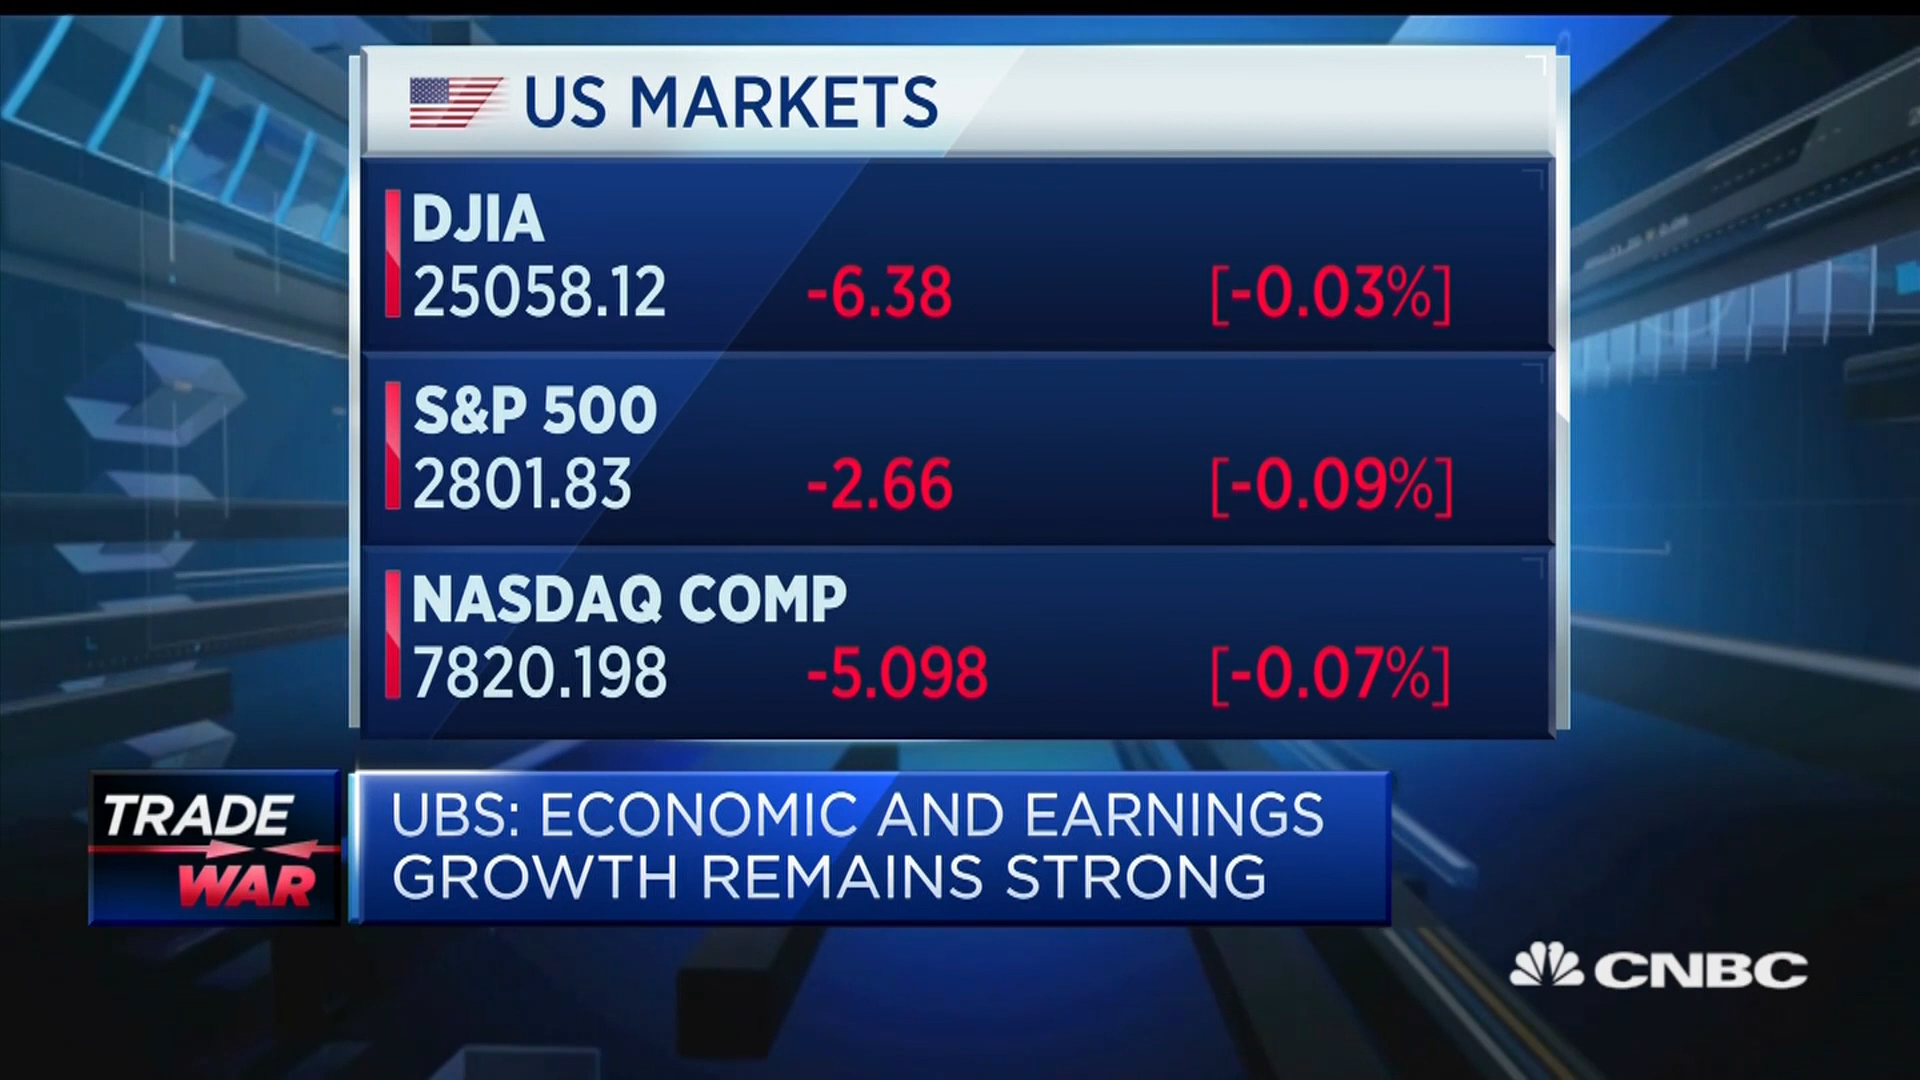 US MARKETS
DJIA
25058.12 -6.38 [-0.03%]
S&P 500
2801.83 -2.66 [-0.09%]
NASDAQ COMP
7820.198 -5.098 [-0.07%]
TRADE
WAR
UBS: ECONOMIC AND EARNINGS
GROWTH REMAINS STRONG
CNBC